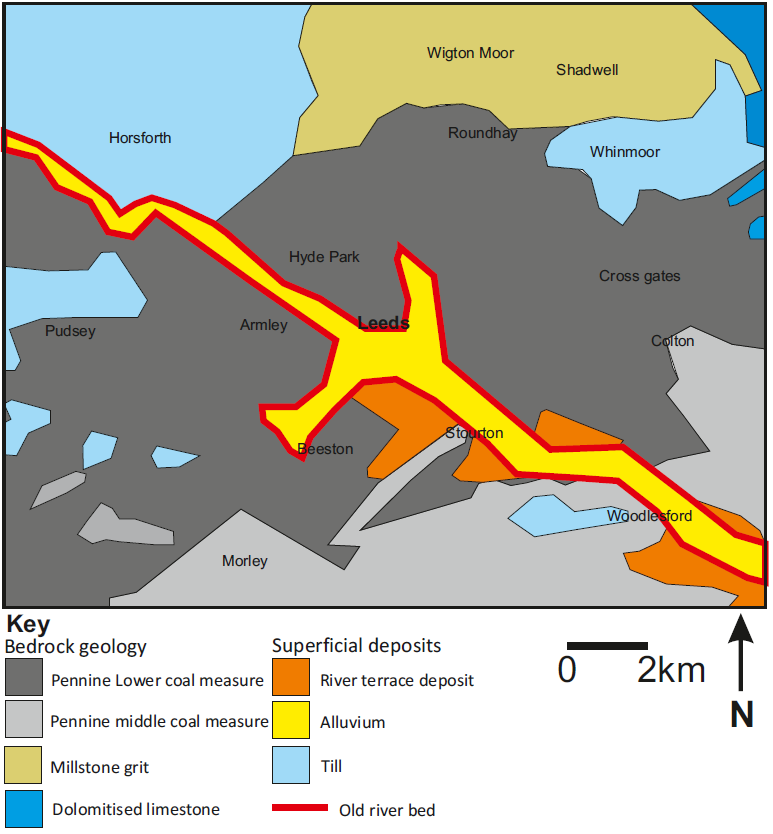 Wigton Moor
Shadwell
Horsforth
Roundhay
Whinmoor
Hyde Park
Cross gates
Pudsey
Armley
Leeds
Colton
Beeston
Stourton
Woodlesford
Morley
Key
Bedrock geology
Superficial deposits
Pennine Lower coal measure
River terrace deposit
Pennine middle coal measure
Alluvium
Millstone grit
Till
Dolomitised limestone
Old river bed
0 2km
N